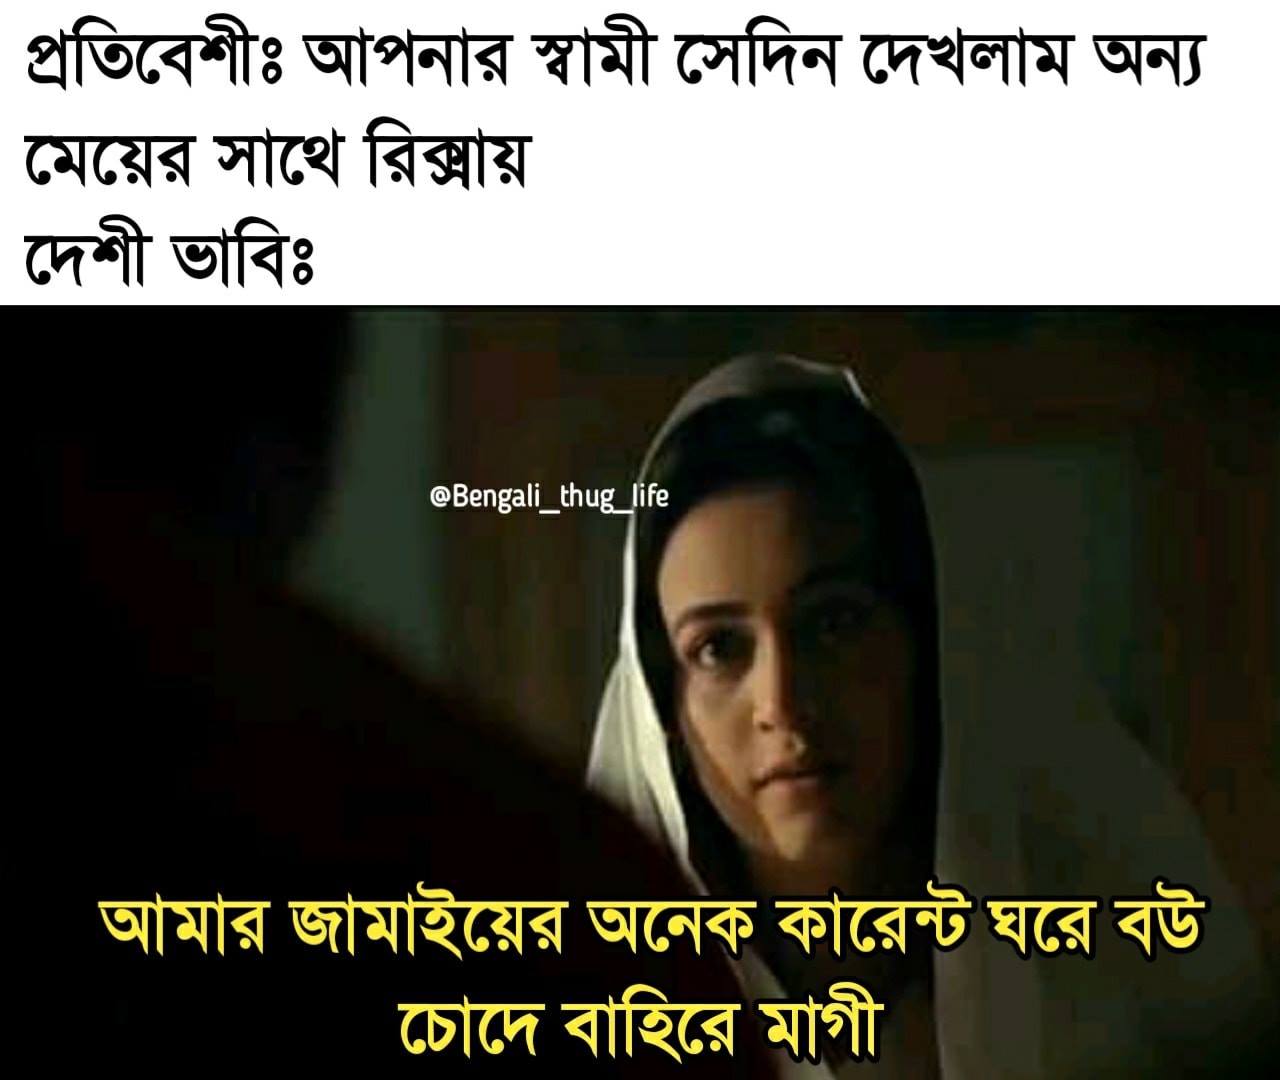 প্রতিবেশীঃ আপনার স্বামী সেদিন দেখলাম অন্য
মেয়ের সাথে রিক্সায়
দেশী ভাবিঃ
@Bengali_thug_life
আমার জামাইয়ের অনেক কারেন্ট ঘরে বউ
চোদে বাহিরে মাগী